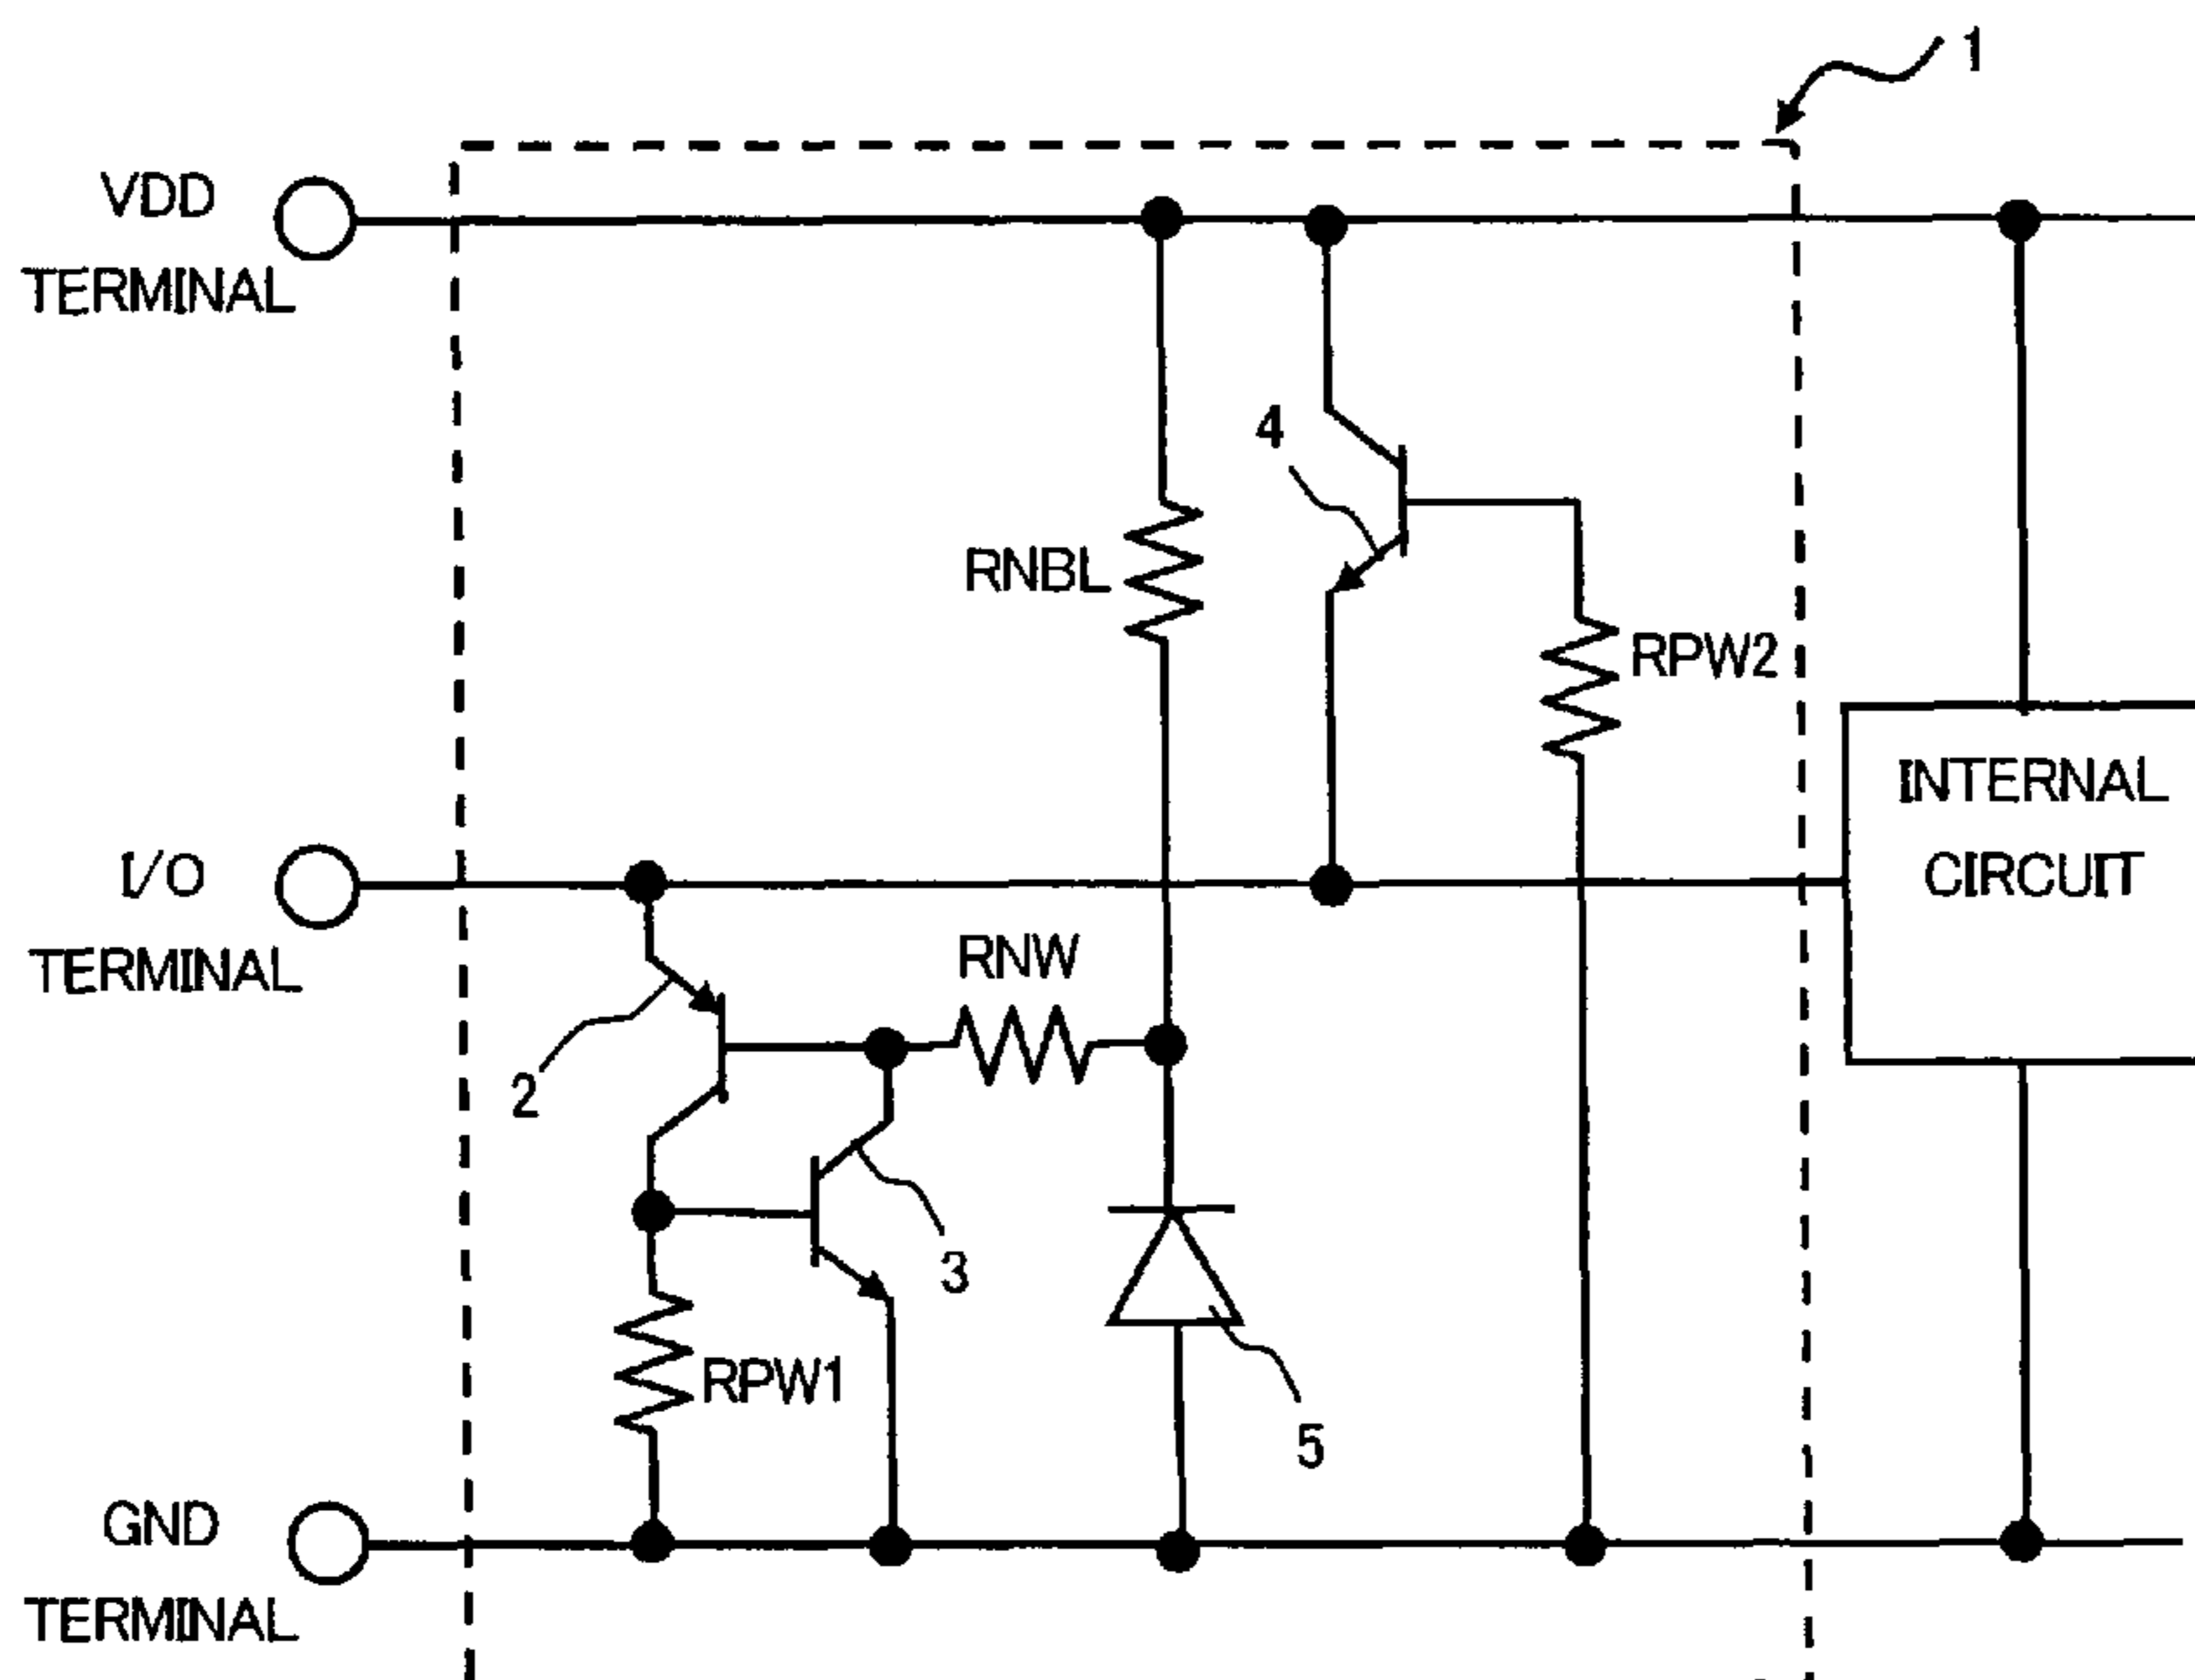 1
VDD
TERMINAL
4
RNBL
RPW2
INTERNAL
CIRCUIT
I/O
TERMINAL
RNW
2
3
RPW1
5
GND
TERMINAL